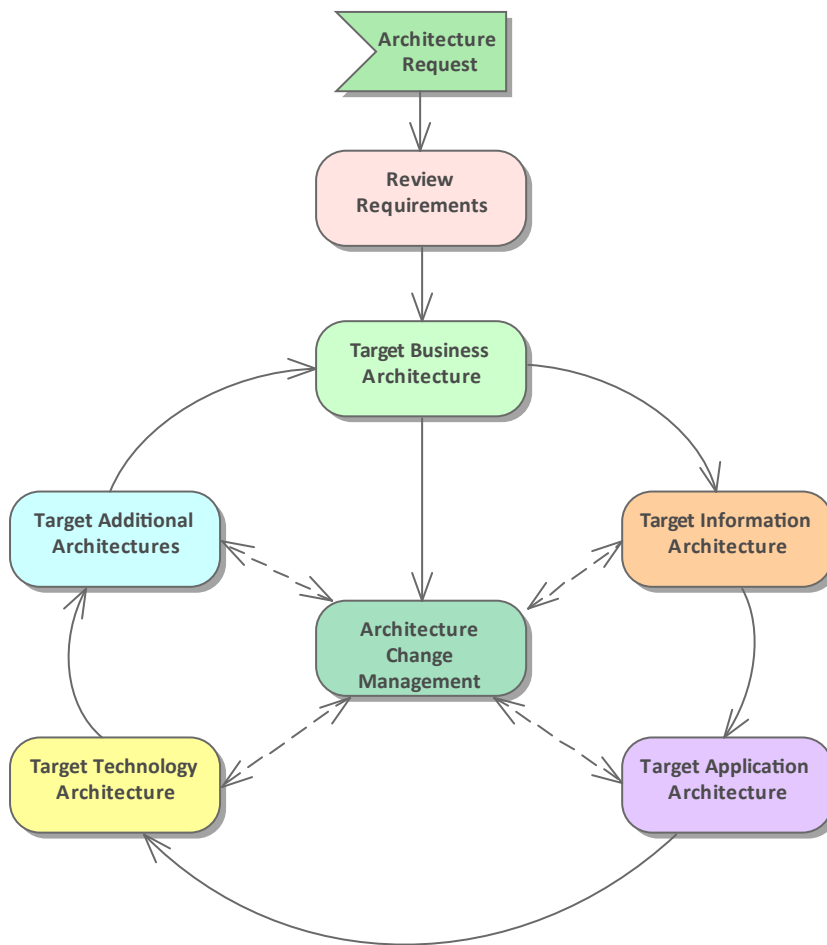 Architecture
Request
Review
Requirements
Target Business
Architecture
Target Additional
Architectures
Target Information
Architecture
Architecture
Change
Management
Target Technology
Architecture
Target Application
Architecture